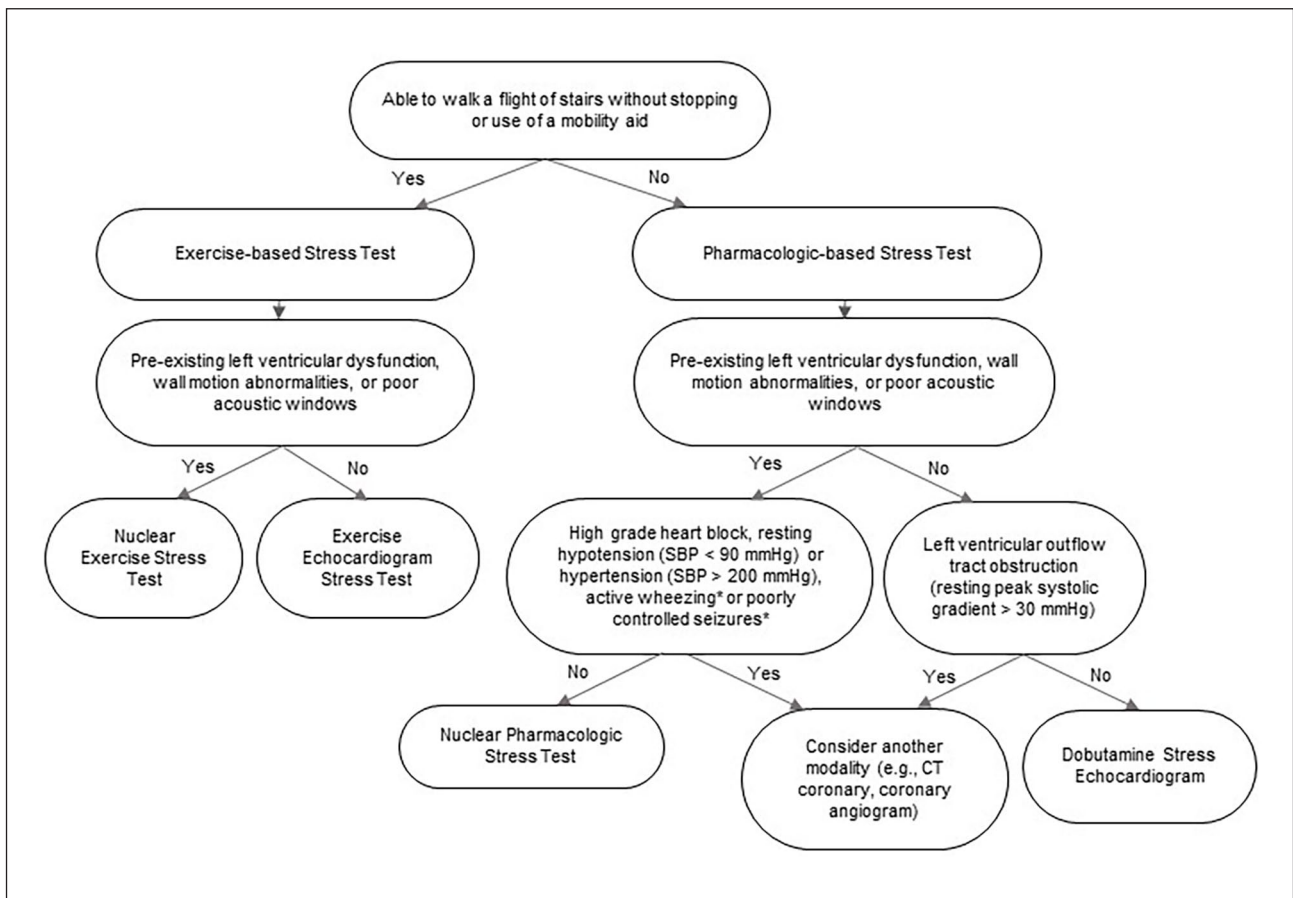 Able to walk a flight of stairs without stopping
or use of a mobility aid
Yes
No
Exercise-based Stress Test
Pharmacologic-based Stress Test
Pre-existing left ventricular dysfunction,
wall motion abnormalities, or poor
acoustic windows
Pre-existing left ventricular dysfunction, wall
motion abnormalities, or poor acoustic
windows
Yes
No
Yes
No
Nuclear
Exercise Stress
Test
Exercise
Echocardiogram
Stress Test
High grade heart block, resting
hypotension (SBP < 90 mmHg) or
hypertension (SBP > 200 mmHg),
active wheezing* or poorly
controlled seizures*
Left ventricular outflow
tract obstruction
(resting peak systolic
gradient > 30 mmHg)
No
Yes
Yes
No
Nuclear Pharmacologic
Stress Test
Consider another
modality (e.g., CT
coronary, coronary
angiogram)
Dobutamine Stress
Echocardiogram